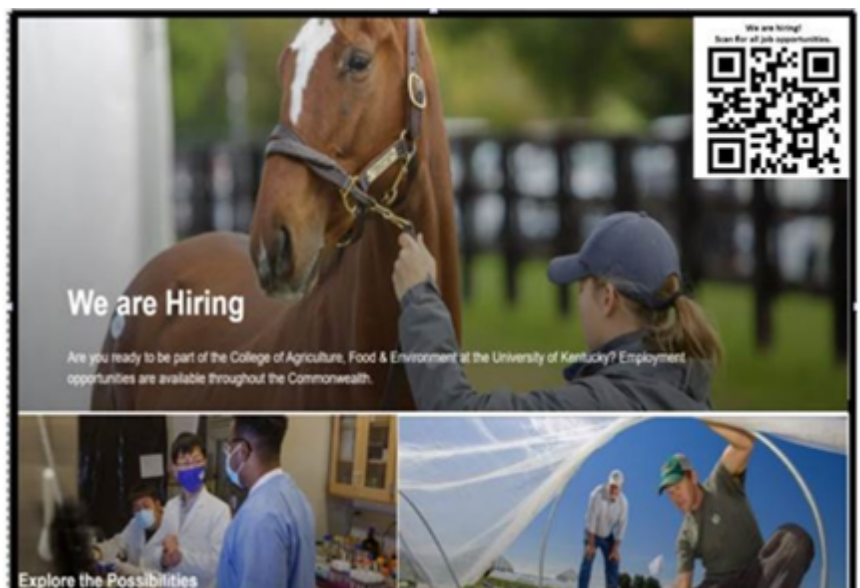 We are hiring!
Scan for all job opportunities.
We are Hiring
Are you ready to be part of the College of Agriculture, Food & Environment at the University of Kentucky? Employment
opportunities are available throughout the Commonwealth.
Explore the Possibilities